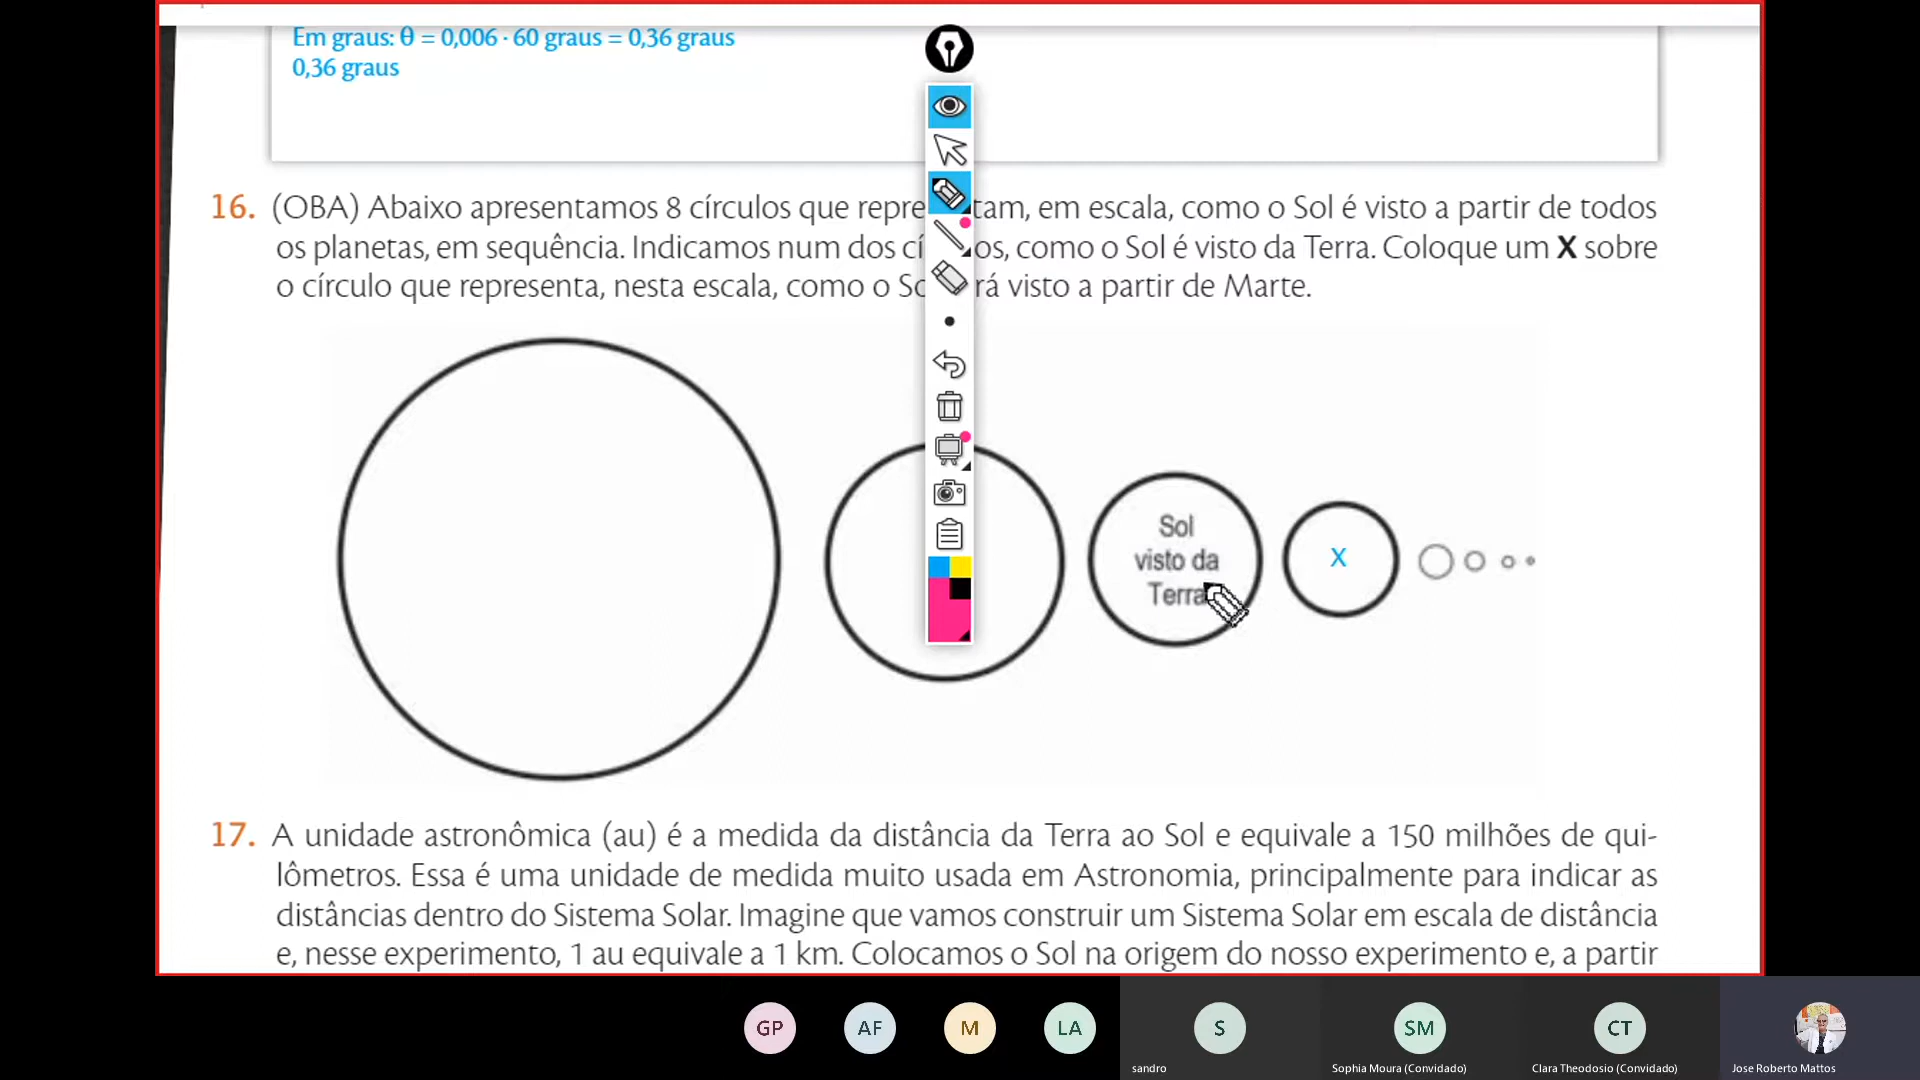 Em graus: θ = 0,006 · 60 graus = 0,36 graus
0,36 graus
16. (OBA) Abaixo apresentamos 8 círculos que repre tam, em escala, como o Sol é visto a partir de todos
os planetas, em sequência. Indicamos num dos cí os, como o Sol é visto da Terra. Coloque um X sobre
o círculo que representa, nesta escala, como o So rá visto a partir de Marte.
Sol
visto da
Terra
X
17. A unidade astronômica (au) é a medida da distância da Terra ao Sol e equivale a 150 milhões de qui-
lômetros. Essa é uma unidade de medida muito usada em Astronomia, principalmente para indicar as
distâncias dentro do Sistema Solar. Imagine que vamos construir um Sistema Solar em escala de distância
e, nesse experimento, 1 au equivale a 1 km. Colocamos o Sol na origem do nosso experimento e, a partir
GP AF M LA S SM CT
sandro Sophia Moura (Convidado) Clara Theodosio (Convidado) Jose Roberto Mattos